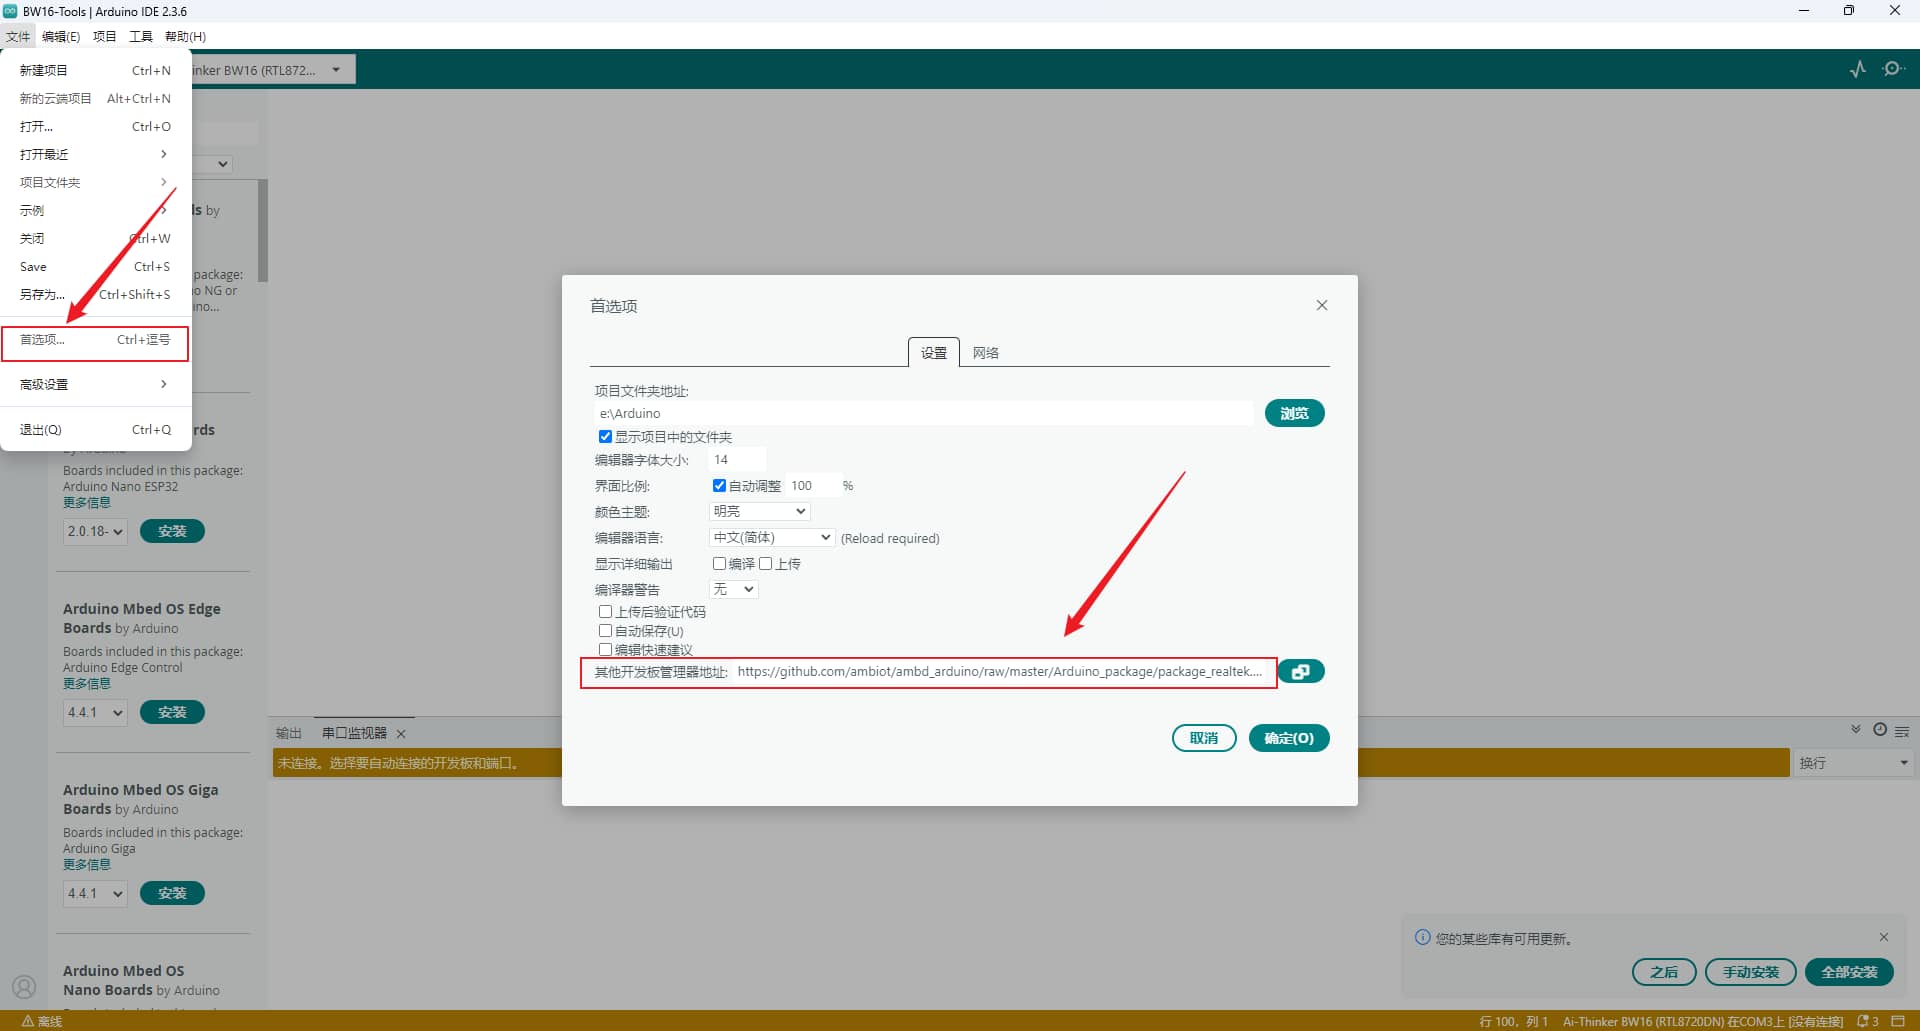 BW16-Tools | Arduino IDE 2.3.6
文件 编辑(E) 项目 工具 帮助(H)
inker BW16 (RTL872...
新建项目 Ctrl+N
新的云端项目 Alt+Ctrl+N
打开... Ctrl+O
打开最近
项目文件夹
示例
关闭 Ctrl+W
Save Ctrl+S
另存为... Ctrl+Shift+S
首选项... Ctrl+逗号
高级设置
退出(Q) Ctrl+Q
ls by
package:
o NG or
ino...
rds
Boards included in this package:
Arduino Nano ESP32
更多信息
2.0.18- 安装
Arduino Mbed OS Edge
Boards by Arduino
Boards included in this package:
Arduino Edge Control
更多信息
4.4.1 安装
Arduino Mbed OS Giga
Boards by Arduino
Boards included in this package:
Arduino Giga
更多信息
4.4.1 安装
Arduino Mbed OS
Nano Boards by Arduino
首选项
设置 网络
项目文件夹地址:
e:\Arduino 浏览
显示项目中的文件夹
编辑器字体大小: 14
界面比例: 自动调整 100 %
颜色主题: 明亮
编辑器语言: 中文(简体) (Reload required)
显示详细输出 编译 上传
编译器警告 无
上传后验证代码
自动保存(U)
编辑快速建议
其他开发板管理器地址: https://github.com/ambiot/ambd_arduino/raw/master/Arduino_package/package_realtek....
取消 确定(O)
输出 串口监视器
未连接。选择要自动连接的开发板和端口。 换行
您的某些库有可用更新。
之后 手动安装 全部安装
离线 行 100，列 1 Ai-Thinker BW16 (RTL8720DN) 在COM3上 [没有连接] 3